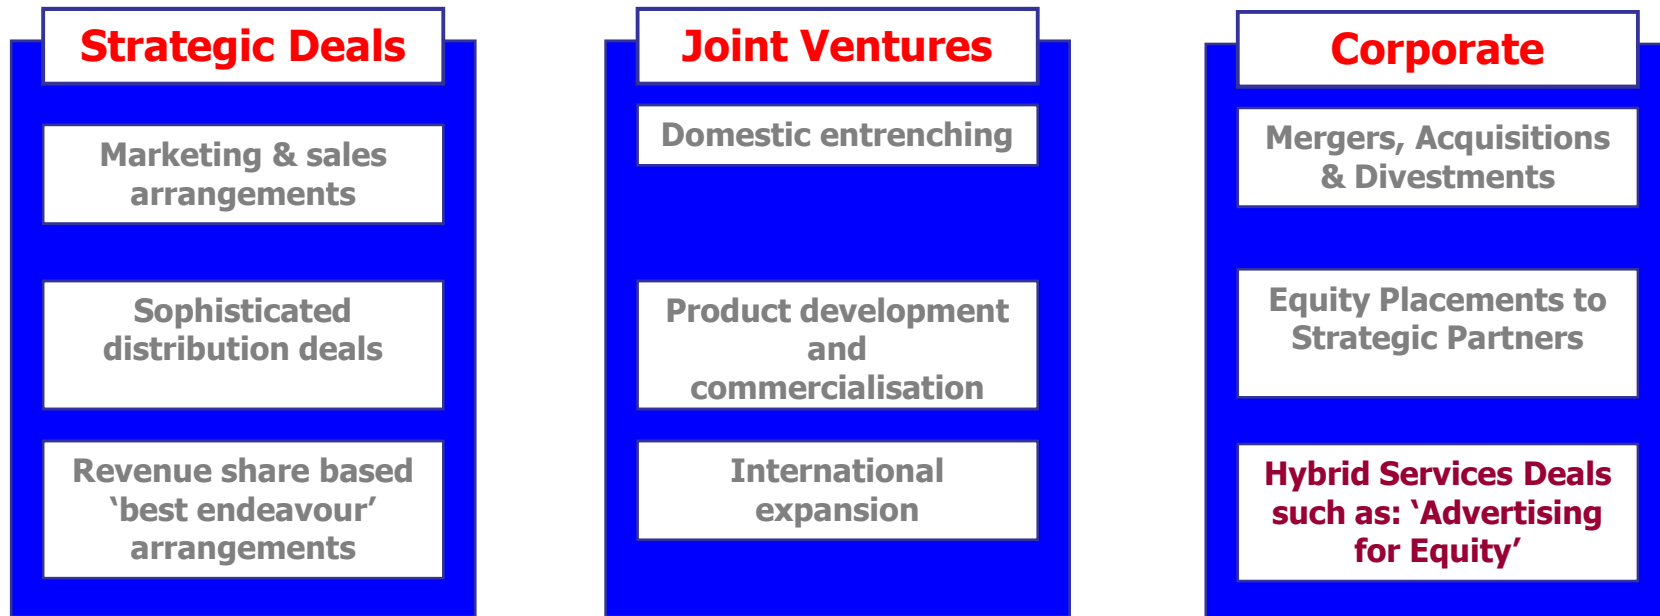 Strategic Deals
Marketing & sales
arrangements
Sophisticated
distribution deals
Revenue share based
‘best endeavour’
arrangements
Joint Ventures
Domestic entrenching
Product development
and
commercialisation
International
expansion
Corporate
Mergers, Acquisitions
& Divestments
Equity Placements to
Strategic Partners
Hybrid Services Deals
such as: ‘Advertising
for Equity’